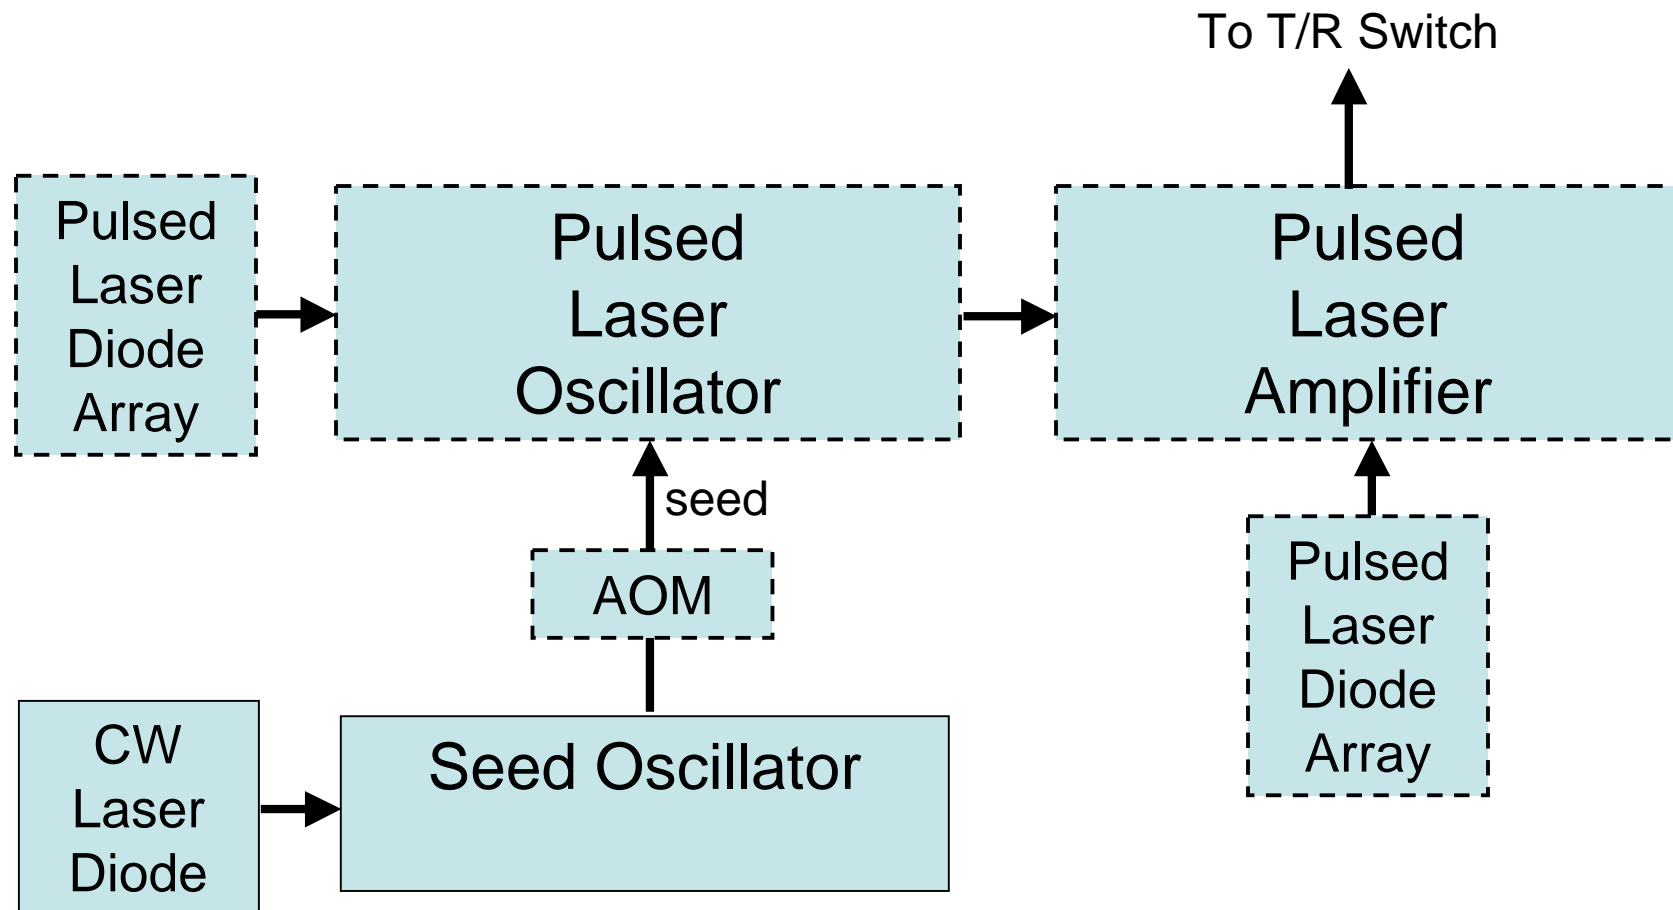 To T/R Switch
Pulsed
Laser
Diode
Array
Pulsed
Laser
Oscillator
Pulsed
Laser
Amplifier
seed
AOM
Pulsed
Laser
Diode
Array
CW
Laser
Diode
Seed Oscillator